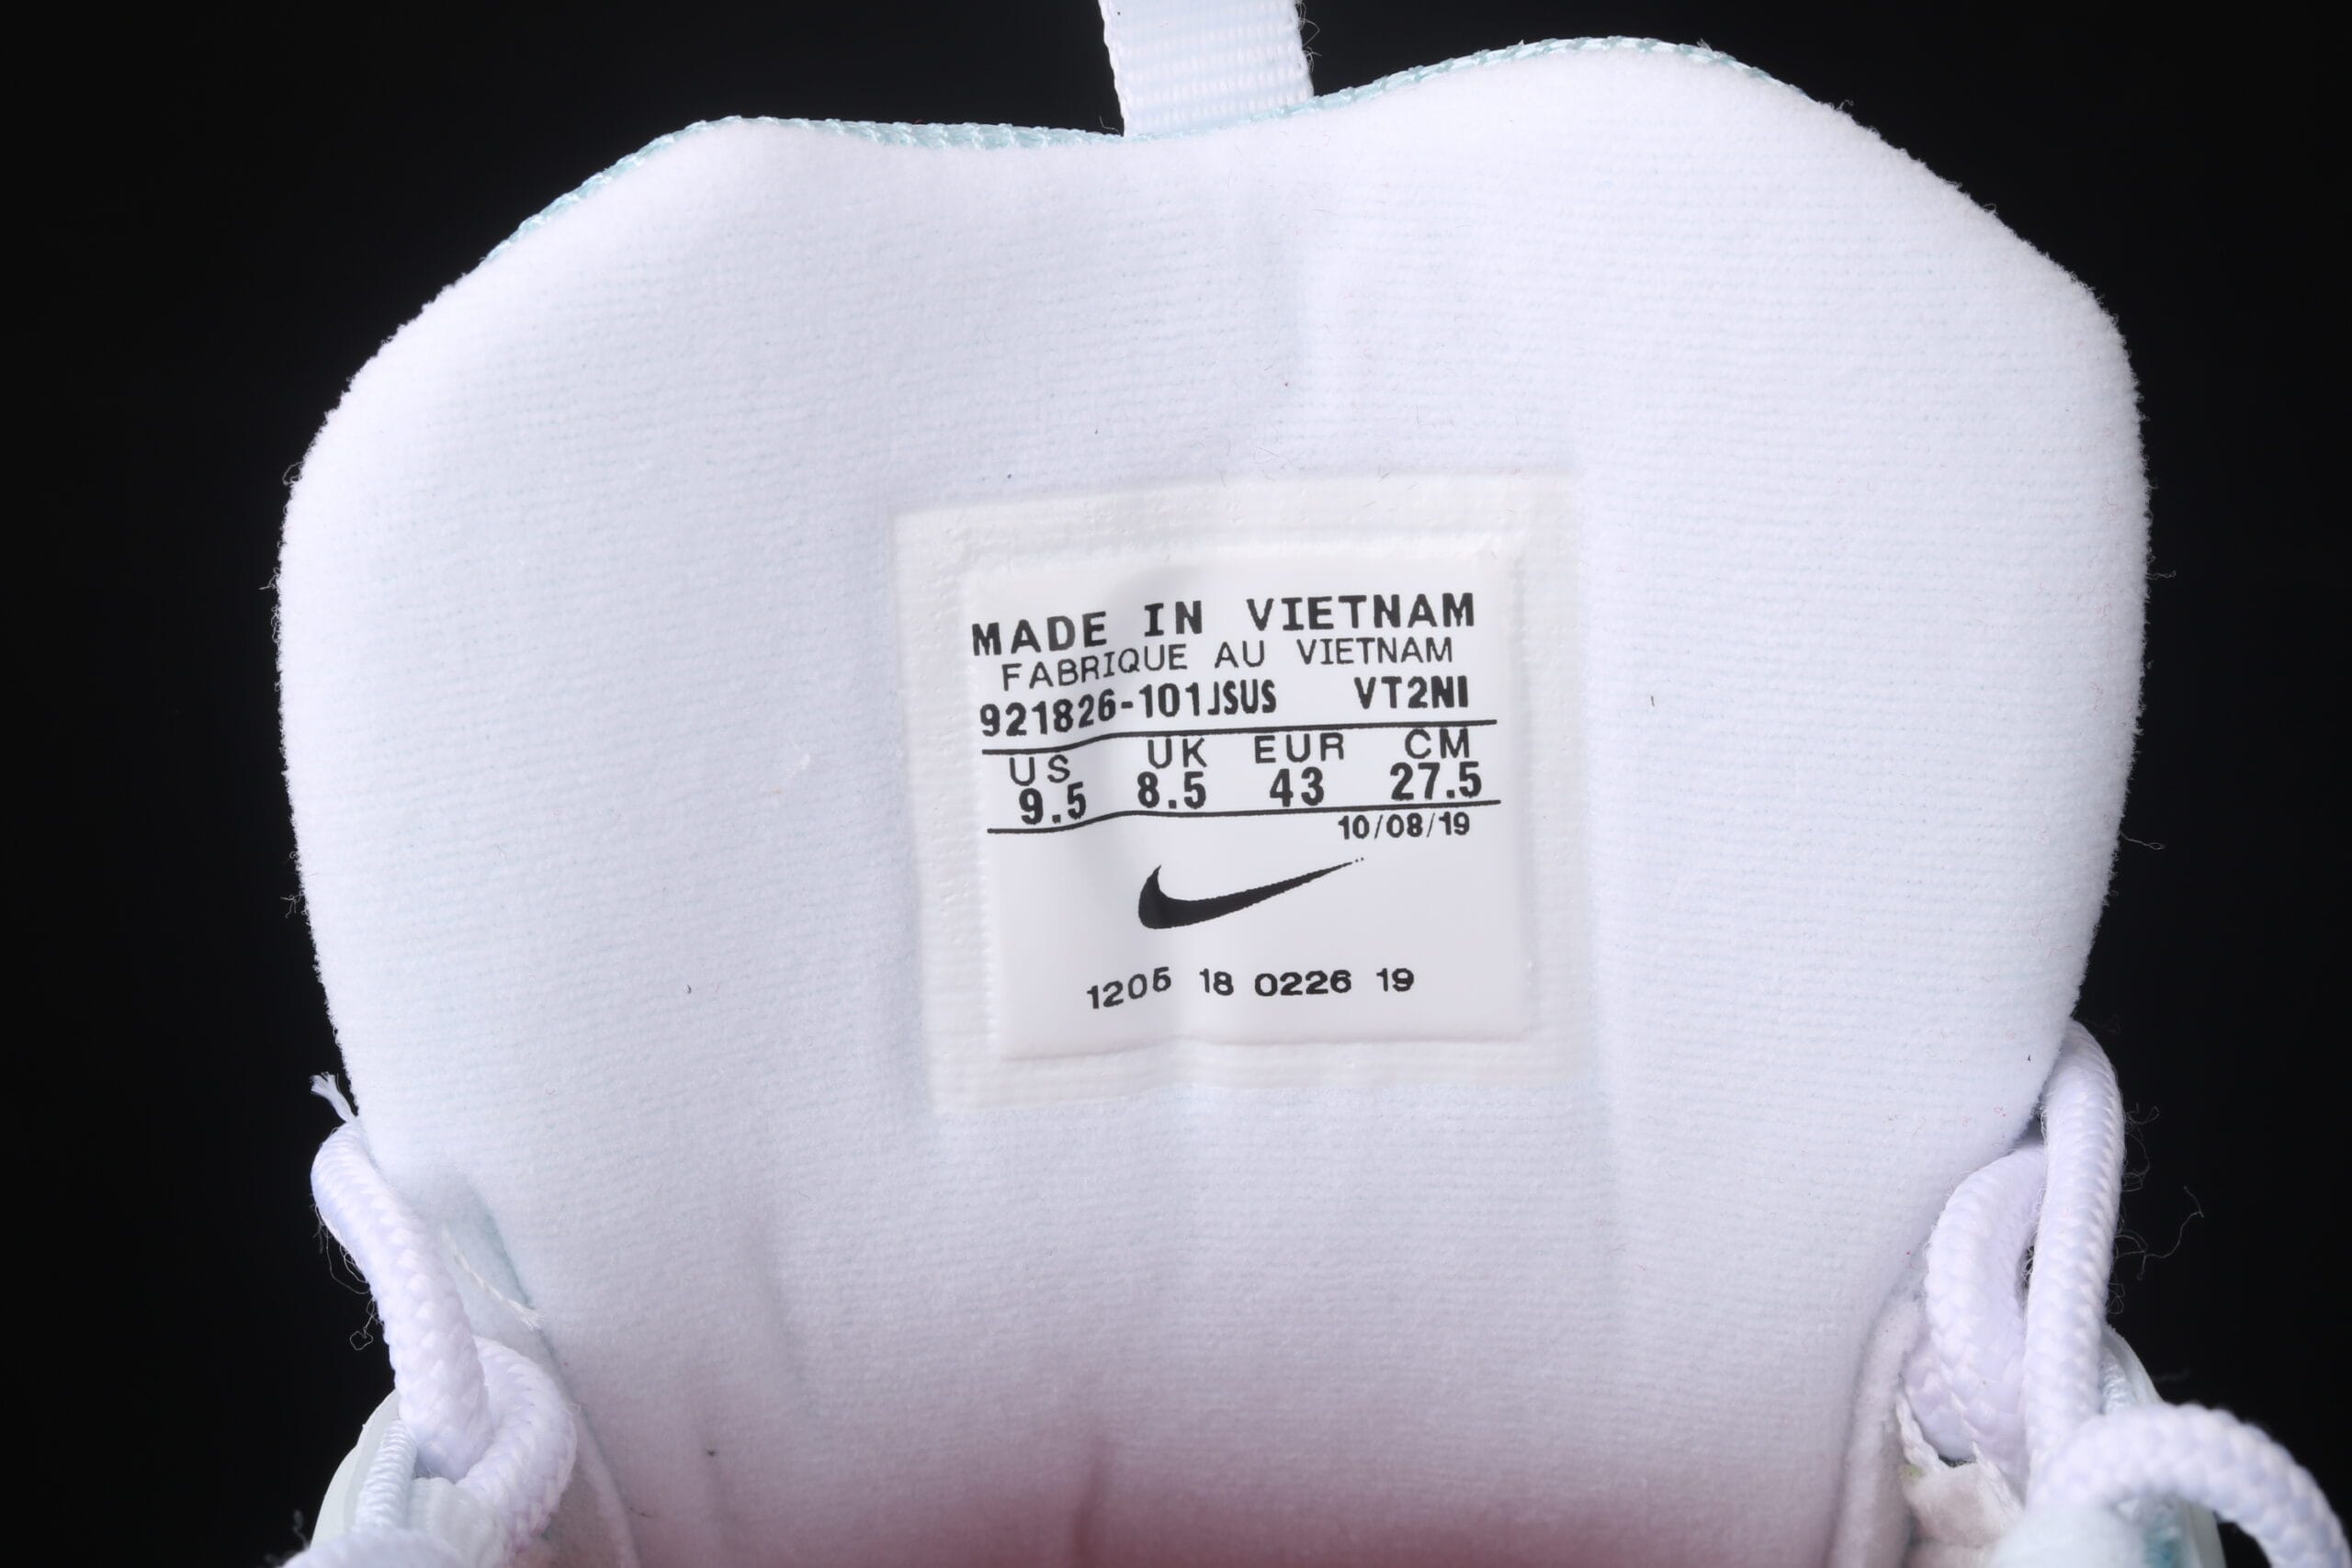 MADE IN VIETNAM
FABRIQUE AU VIETNAM
921826-101JSUS VT2NI
US UK EUR CM
9.5 8.5 43 27.5
10/08/19
1205 18 0226 19